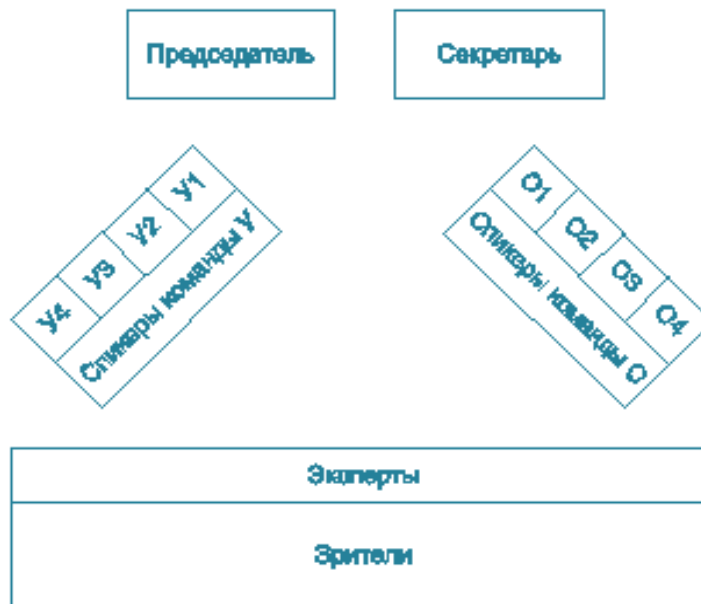 Председатель
Секретарь
У1
У2
У3
У4
Спикеры команды У
О1
О2
О3
О4
Спикеры команды О
Эксперты
Зрители